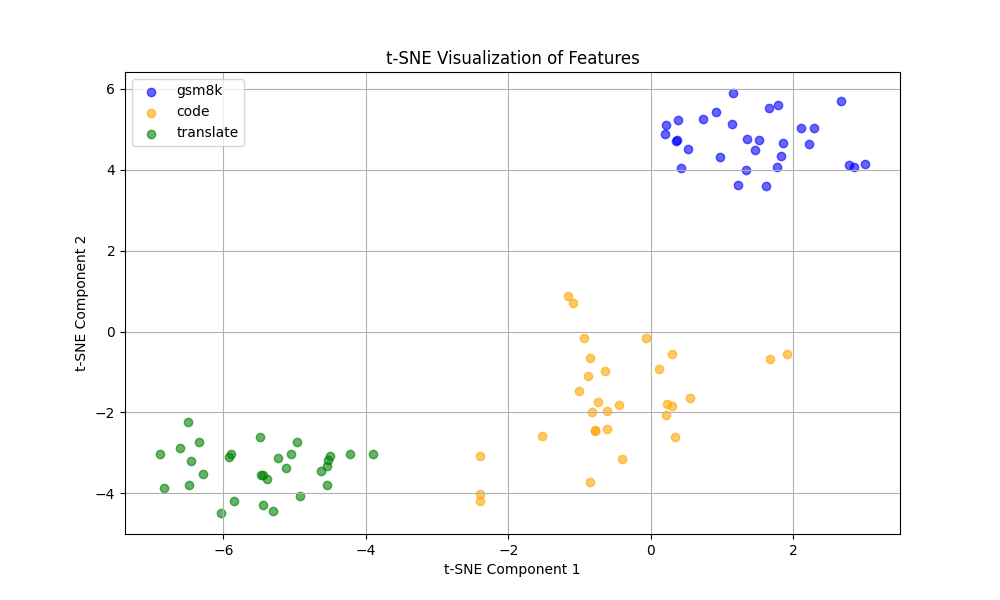 t-SNE Visualization of Features
gsm8k
code
translate
6
4
2
0
−2
−4
t-SNE Component 2
−6
−4
−2
0
2
t-SNE Component 1